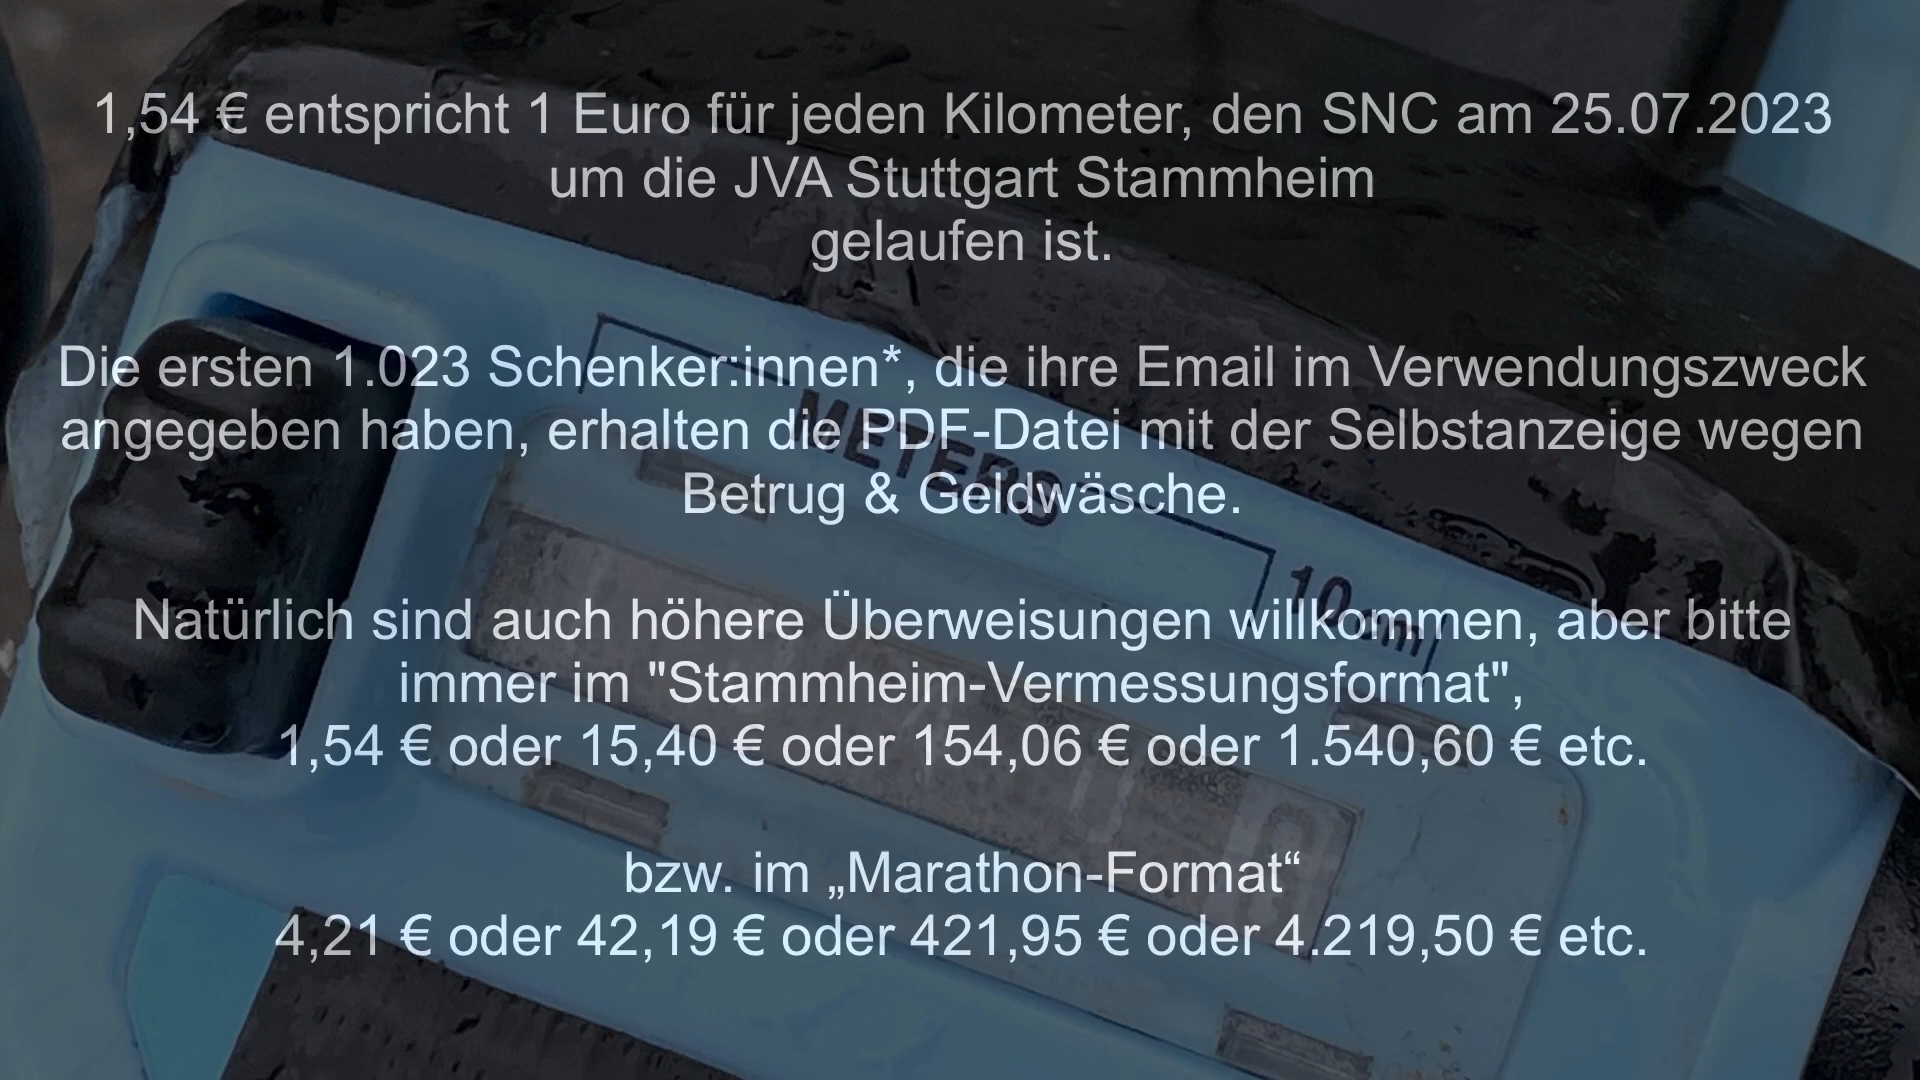 1,54 € entspricht 1 Euro für jeden Kilometer, den SNC am 25.07.2023
um die JVA Stuttgart Stammheim
gelaufen ist.
Die ersten 1.023 Schenker:innen*, die ihre Email im Verwendungszweck
angegeben haben, erhalten die PDF-Datei mit der Selbstanzeige wegen
Betrug & Geldwäsche.
Natürlich sind auch höhere Überweisungen willkommen, aber bitte
immer im "Stammheim-Vermessungsformat",
1,54 € oder 15,40 € oder 154,06 € oder 1.540,60 € etc.
bzw. im „Marathon-Format“
4,21 € oder 42,19 € oder 421,95 € oder 4.219,50 € etc.
METERS
10cm